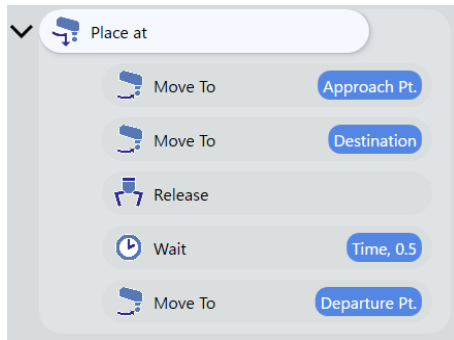 Place at
Move To Approach Pt.
Move To Destination
Release
Wait Time, 0.5
Move To Departure Pt.